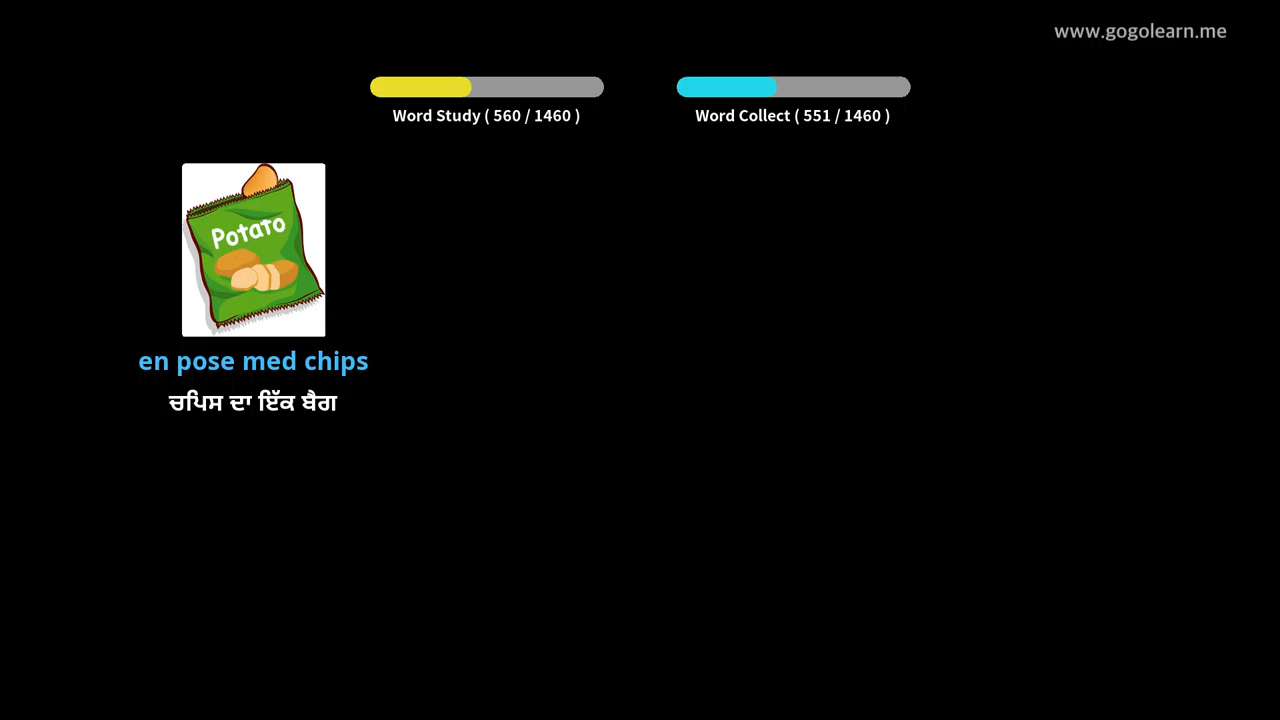 www.gogolearn.me
Word Study ( 560 / 1460 )
Word Collect ( 551 / 1460 )
Potato
en pose med chips
ਚਪਿਸ ਦਾ ਇੱਕ ਬੈਗ